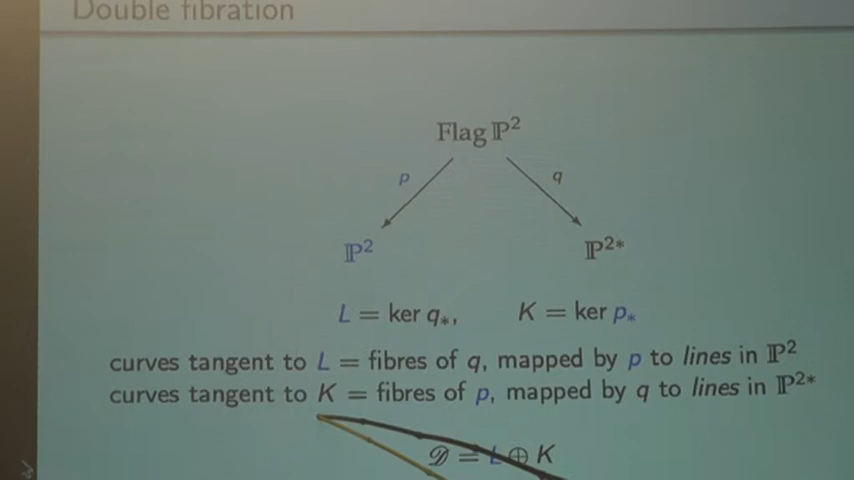 Double fibration
Flag ℙ²
p q
ℙ² ℙ²*
L = ker q*, K = ker p*
curves tangent to L = fibres of q, mapped by p to lines in ℙ²
curves tangent to K = fibres of p, mapped by q to lines in ℙ²*
𝒟 = L ⊕ K